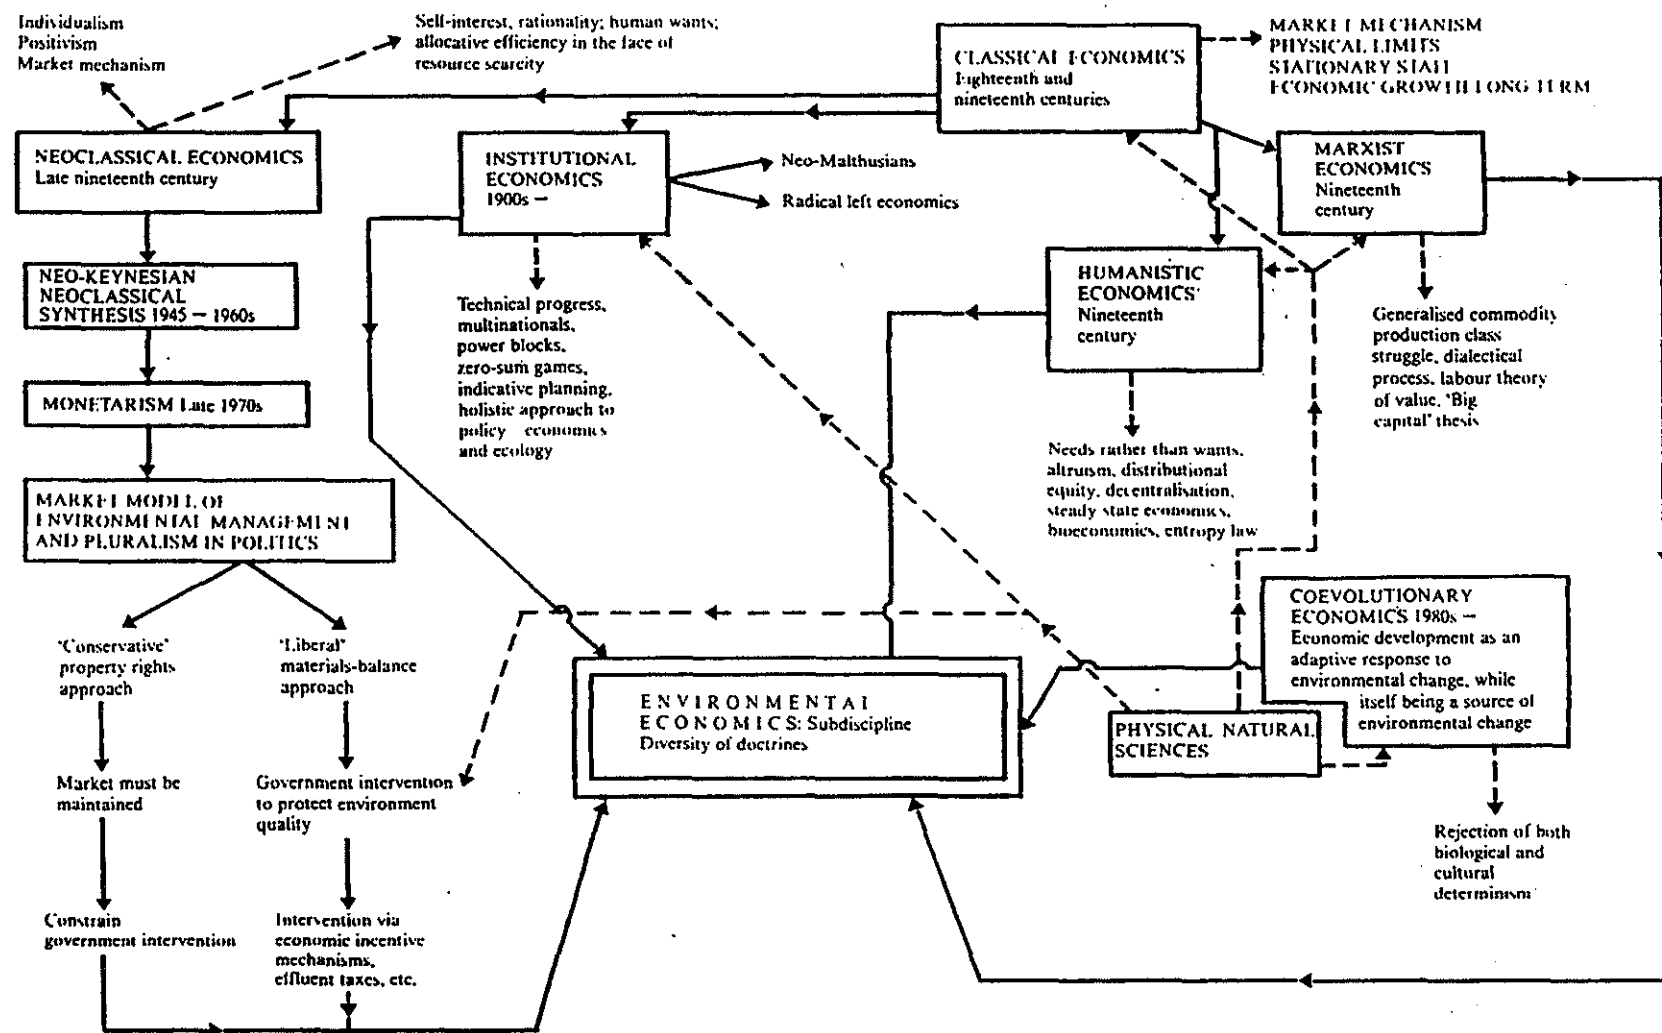 Individualism
Positivism
Market mechanism
Self-interest, rationality; human wants;
allocative efficiency in the face of
resource scarcity
CLASSICAL ECONOMICS
Eighteenth and
nineteenth centuries
MARKET MECHANISM
PHYSICAL LIMITS
STATIONARY STATE
ECONOMIC GROWTH LONG TERM
NEOCLASSICAL ECONOMICS
Late nineteenth century
INSTITUTIONAL
ECONOMICS
1900s –
Neo-Malthusians
Radical left economics
MARXIST
ECONOMICS
Nineteenth
century
NEO-KEYNESIAN
NEOCLASSICAL
SYNTHESIS 1945 – 1960s
HUMANISTIC
ECONOMICS
Nineteenth
century
Technical progress,
multinationals,
power blocks,
zero-sum games,
indicative planning,
holistic approach to
policy economics
and ecology
Generalised commodity
production class
struggle, dialectical
process, labour theory
of value, 'Big
capital' thesis
MONETARISM Late 1970s
Needs rather than wants,
altruism, distributional
equity, decentralisation,
steady state economics,
bioeconomics, entropy law
MARKET MODEL OF
ENVIRONMENTAL MANAGEMENT
AND PLURALISM IN POLITICS
COEVOLUTIONARY
ECONOMICS 1980s –
Economic development as an
adaptive response to
environmental change, while
itself being a source of
environmental change
'Conservative'
property rights
approach
'Liberal'
materials-balance
approach
ENVIRONMENTAL
ECONOMICS: Subdiscipline
Diversity of doctrines
PHYSICAL NATURAL
SCIENCES
Market must be
maintained
Government intervention
to protect environment
quality
Rejection of both
biological and
cultural
determinism
Constrain
government intervention
Intervention via
economic incentive
mechanisms,
effluent taxes, etc.